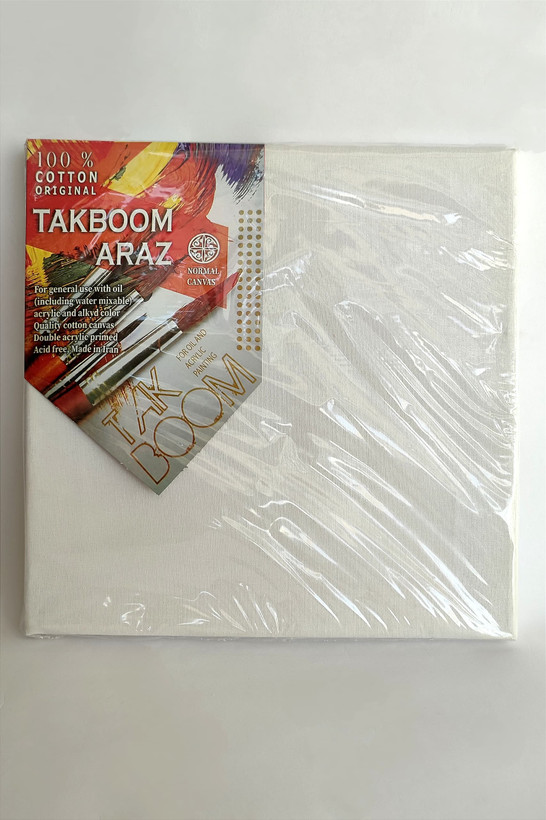 100 %
COTTON
ORIGINAL
TAKBOOM
ARAZ
NORMAL
CANVAS
For general use with oil
(including water mixable)
acrylic and alkyd color
Quality cotton canvas
Double acrylic primed
Acid free. Made in Iran
FOR OIL AND
ACRYLIC
PAINTING
TAK
BOOM